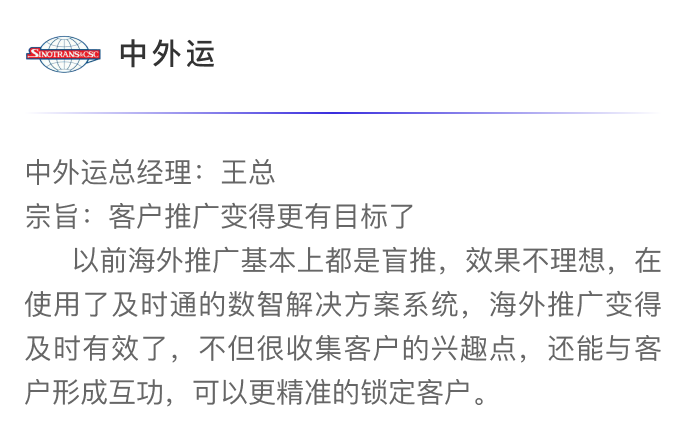 SINOTRANS&CSC 中外运
中外运总经理：王总
宗旨：客户推广变得更有目标了
以前海外推广基本上都是盲推，效果不理想，在
使用了及时通的数智解决方案系统，海外推广变得
及时有效了，不但很收集客户的兴趣点，还能与客
户形成互功，可以更精准的锁定客户。